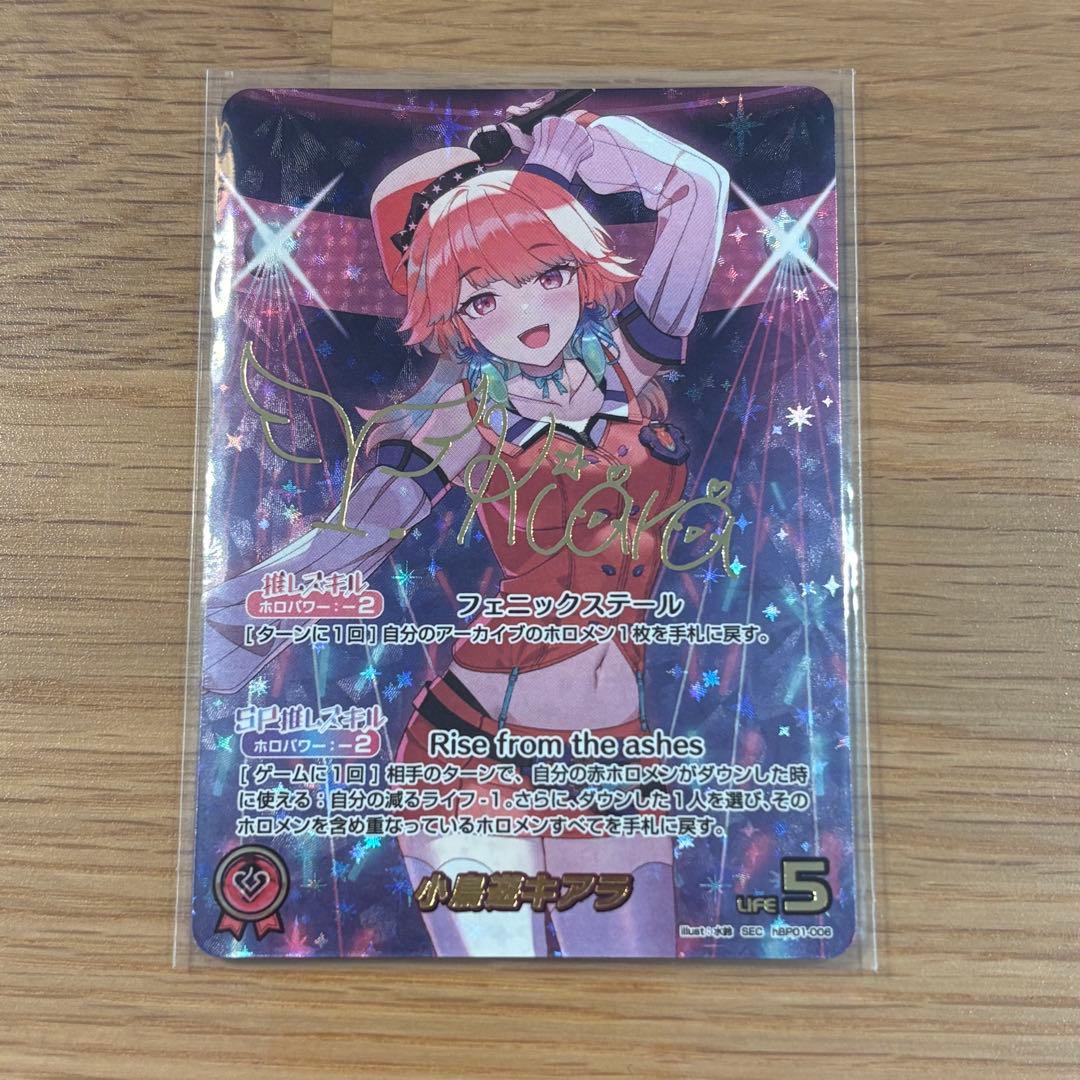 T.Kiara
推しスキル
ホロパワー：-2
フェニックステール
[ターンに1回]自分のアーカイブのホロメン1枚を手札に戻す。
SP推しスキル
ホロパワー：-2
Rise from the ashes
[ゲームに1回]相手のターンで、自分の赤ホロメンがダウンした時
に使える：自分の減るライフ-1。さらに、ダウンした1人を選び、その
ホロメンを含め重なっているホロメンすべてを手札に戻す。
小鳥遊キアラ
LIFE 5
illust：水鈴 SEC hBP01-006